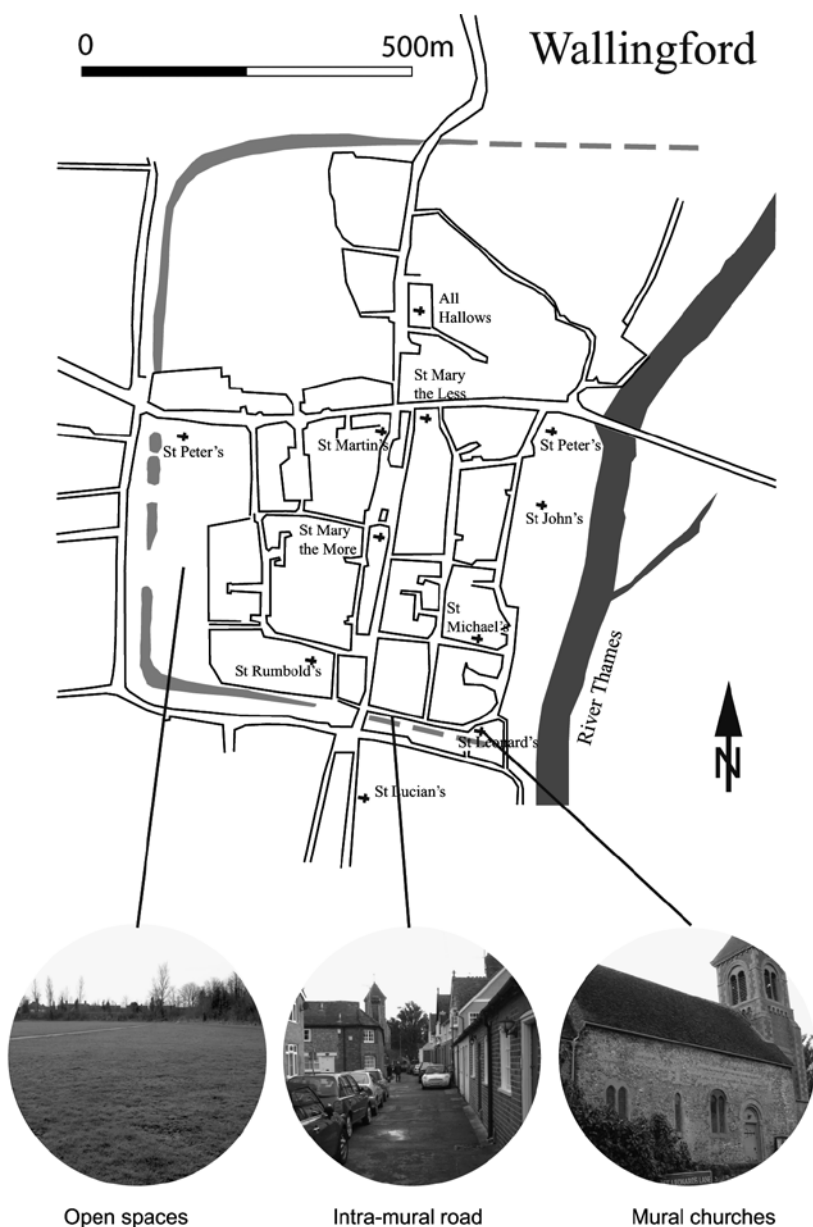 0
500m
Wallingford
All
Hallows
St Mary
the Less
St Peter's
St Martin's
St Peter's
St John's
St Mary
the More
St
Michael's
St Rumbold's
River Thames
St Leonard's
N
St Lucian's
Open spaces
Intra-mural road
Mural churches